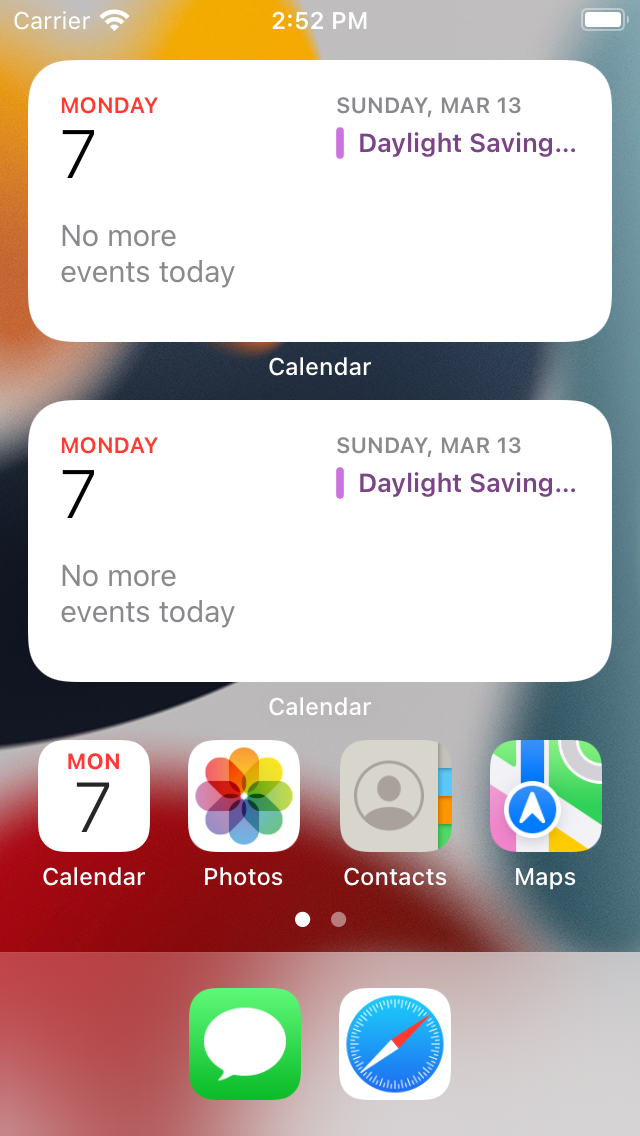 Carrier 2:52 PM
MONDAY
7
No more
events today
SUNDAY, MAR 13
Daylight Saving...
Calendar
MONDAY
7
No more
events today
SUNDAY, MAR 13
Daylight Saving...
Calendar
MON
7
Calendar Photos Contacts Maps